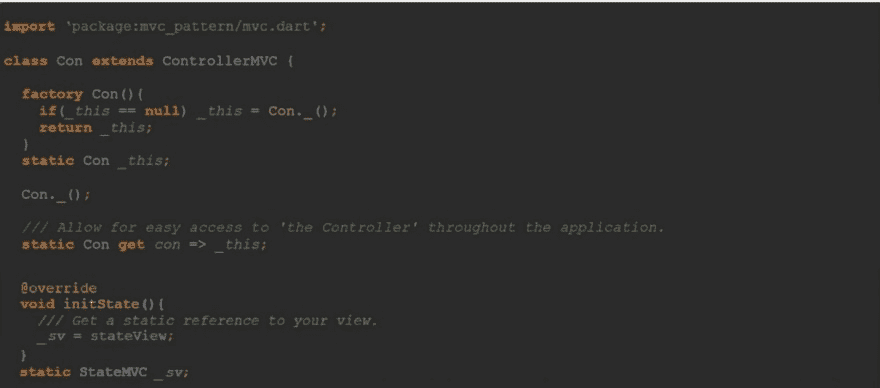 import 'package:mvc_pattern/mvc.dart';
class Con extends ControllerMVC {
factory Con(){
if(_this == null) _this = Con._();
return _this;
}
static Con _this;
Con._();
/// Allow for easy access to 'the Controller' throughout the application.
static Con get con => _this;
@override
void initState(){
/// Get a static reference to your view.
_sv = stateView;
}
static StateMVC _sv;